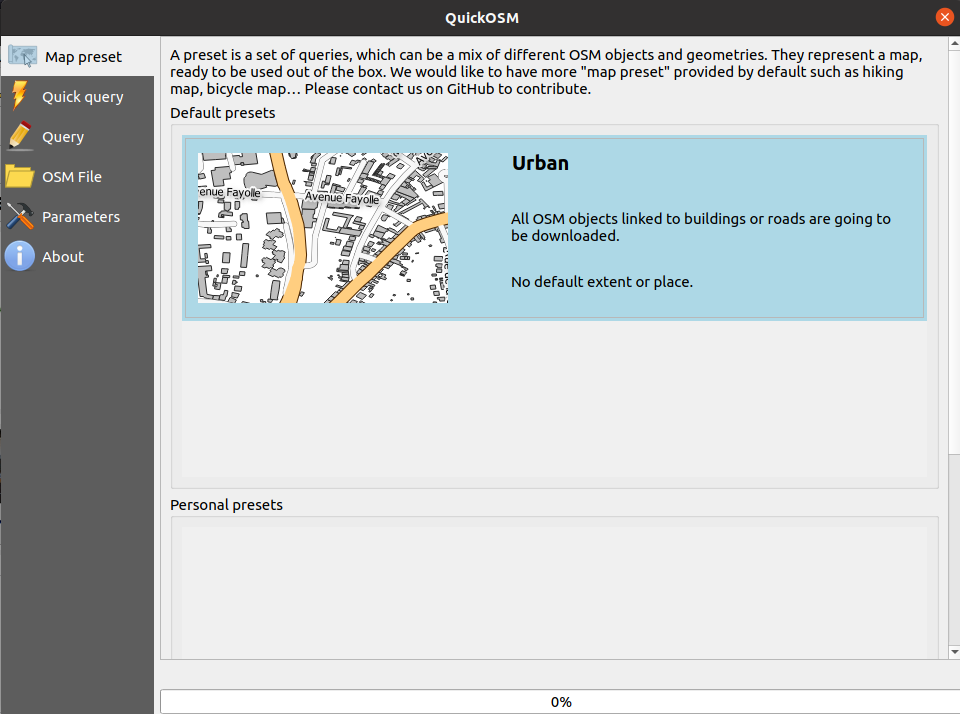 QuickOSM
Map preset
Quick query
Query
OSM File
Parameters
About
A preset is a set of queries, which can be a mix of different OSM objects and geometries. They represent a map,
ready to be used out of the box. We would like to have more "map preset" provided by default such as hiking
map, bicycle map... Please contact us on GitHub to contribute.
Default presets
enue Fayolle
Avenue Fayolle
Urban
All OSM objects linked to buildings or roads are going to
be downloaded.
No default extent or place.
Personal presets
0%